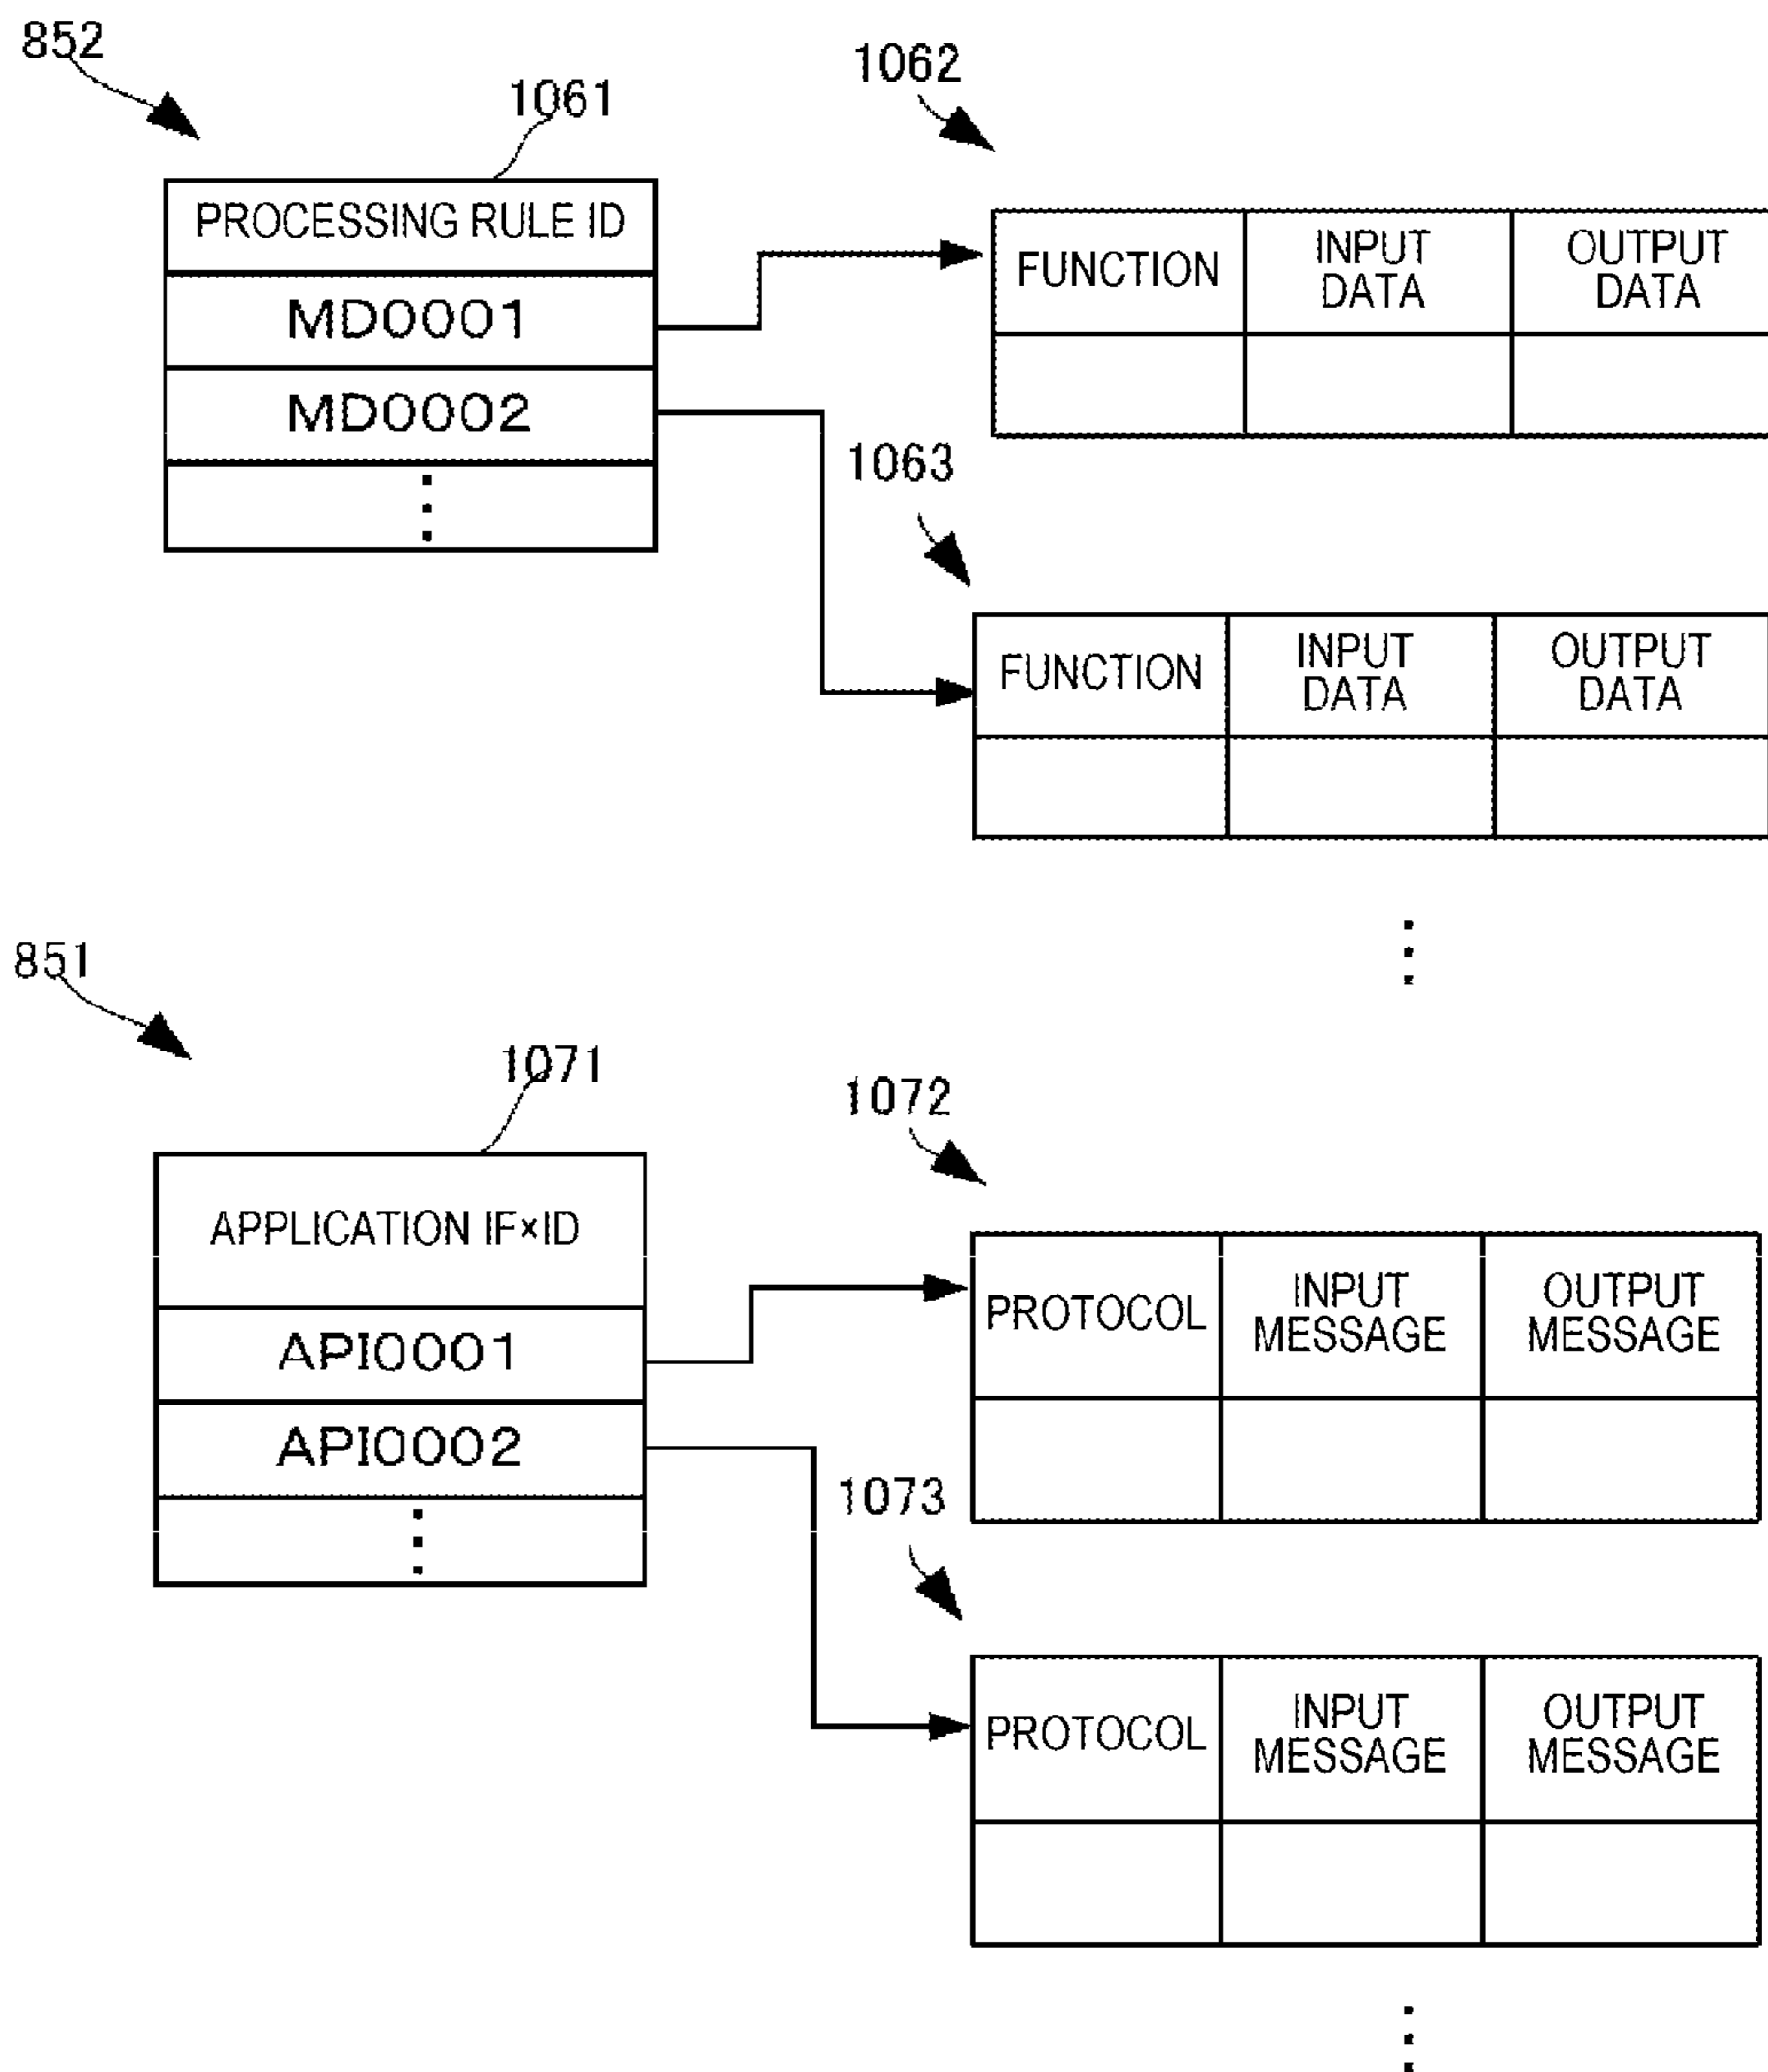 852
1061
1062
PROCESSING RULE ID
MD0001
MD0002
FUNCTION
INPUT
DATA
OUTPUT
DATA
1063
FUNCTION
INPUT
DATA
OUTPUT
DATA
851
1071
1072
APPLICATION IF×ID
API0001
API0002
PROTOCOL
INPUT
MESSAGE
OUTPUT
MESSAGE
1073
PROTOCOL
INPUT
MESSAGE
OUTPUT
MESSAGE